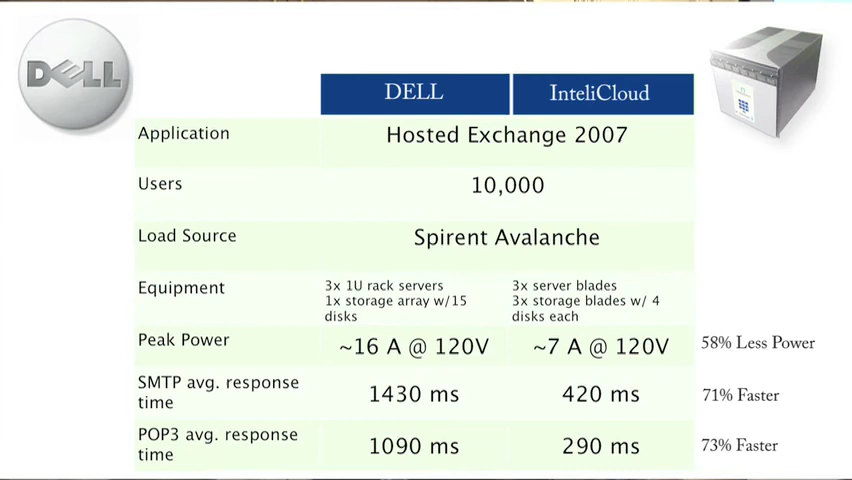 DELL
DELL InteliCloud
Application Hosted Exchange 2007
Users 10,000
Load Source Spirent Avalanche
Equipment 3x 1U rack servers 3x server blades
1x storage array w/15 3x storage blades w/ 4
disks disks each
Peak Power ~16 A @ 120V ~7 A @ 120V 58% Less Power
SMTP avg. response
time 1430 ms 420 ms 71% Faster
POP3 avg. response
time 1090 ms 290 ms 73% Faster